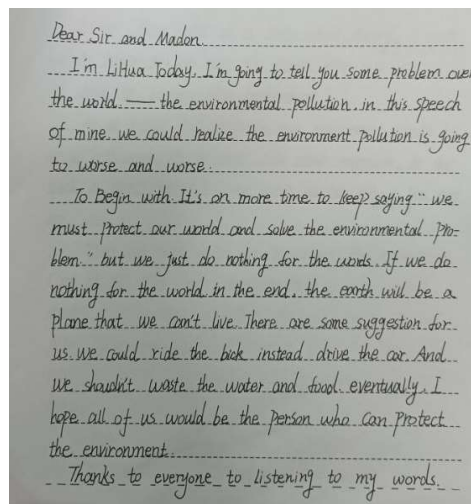 Dear Sir and Madon.
I'm LiHua Today, I'm going to tell you some problem over
the world — the environmental pollution. in this speech
of mine we could realize the environment pollution is going
to worse and worse.
To Begin with It's on more time to keep saying "we
must protect our world and solve the environmental pro-
blem" but we just do nothing for the words. If we do
nothing for the world in the end. the earth will be a
plane that we can't live. There are some suggestion for
us. we could ride the bick instead drive the car. And
we shouldn't waste the water and food. eventually, I
hope all of us would be the person who can protect
the environment.
Thanks to everyone to listening to my words.